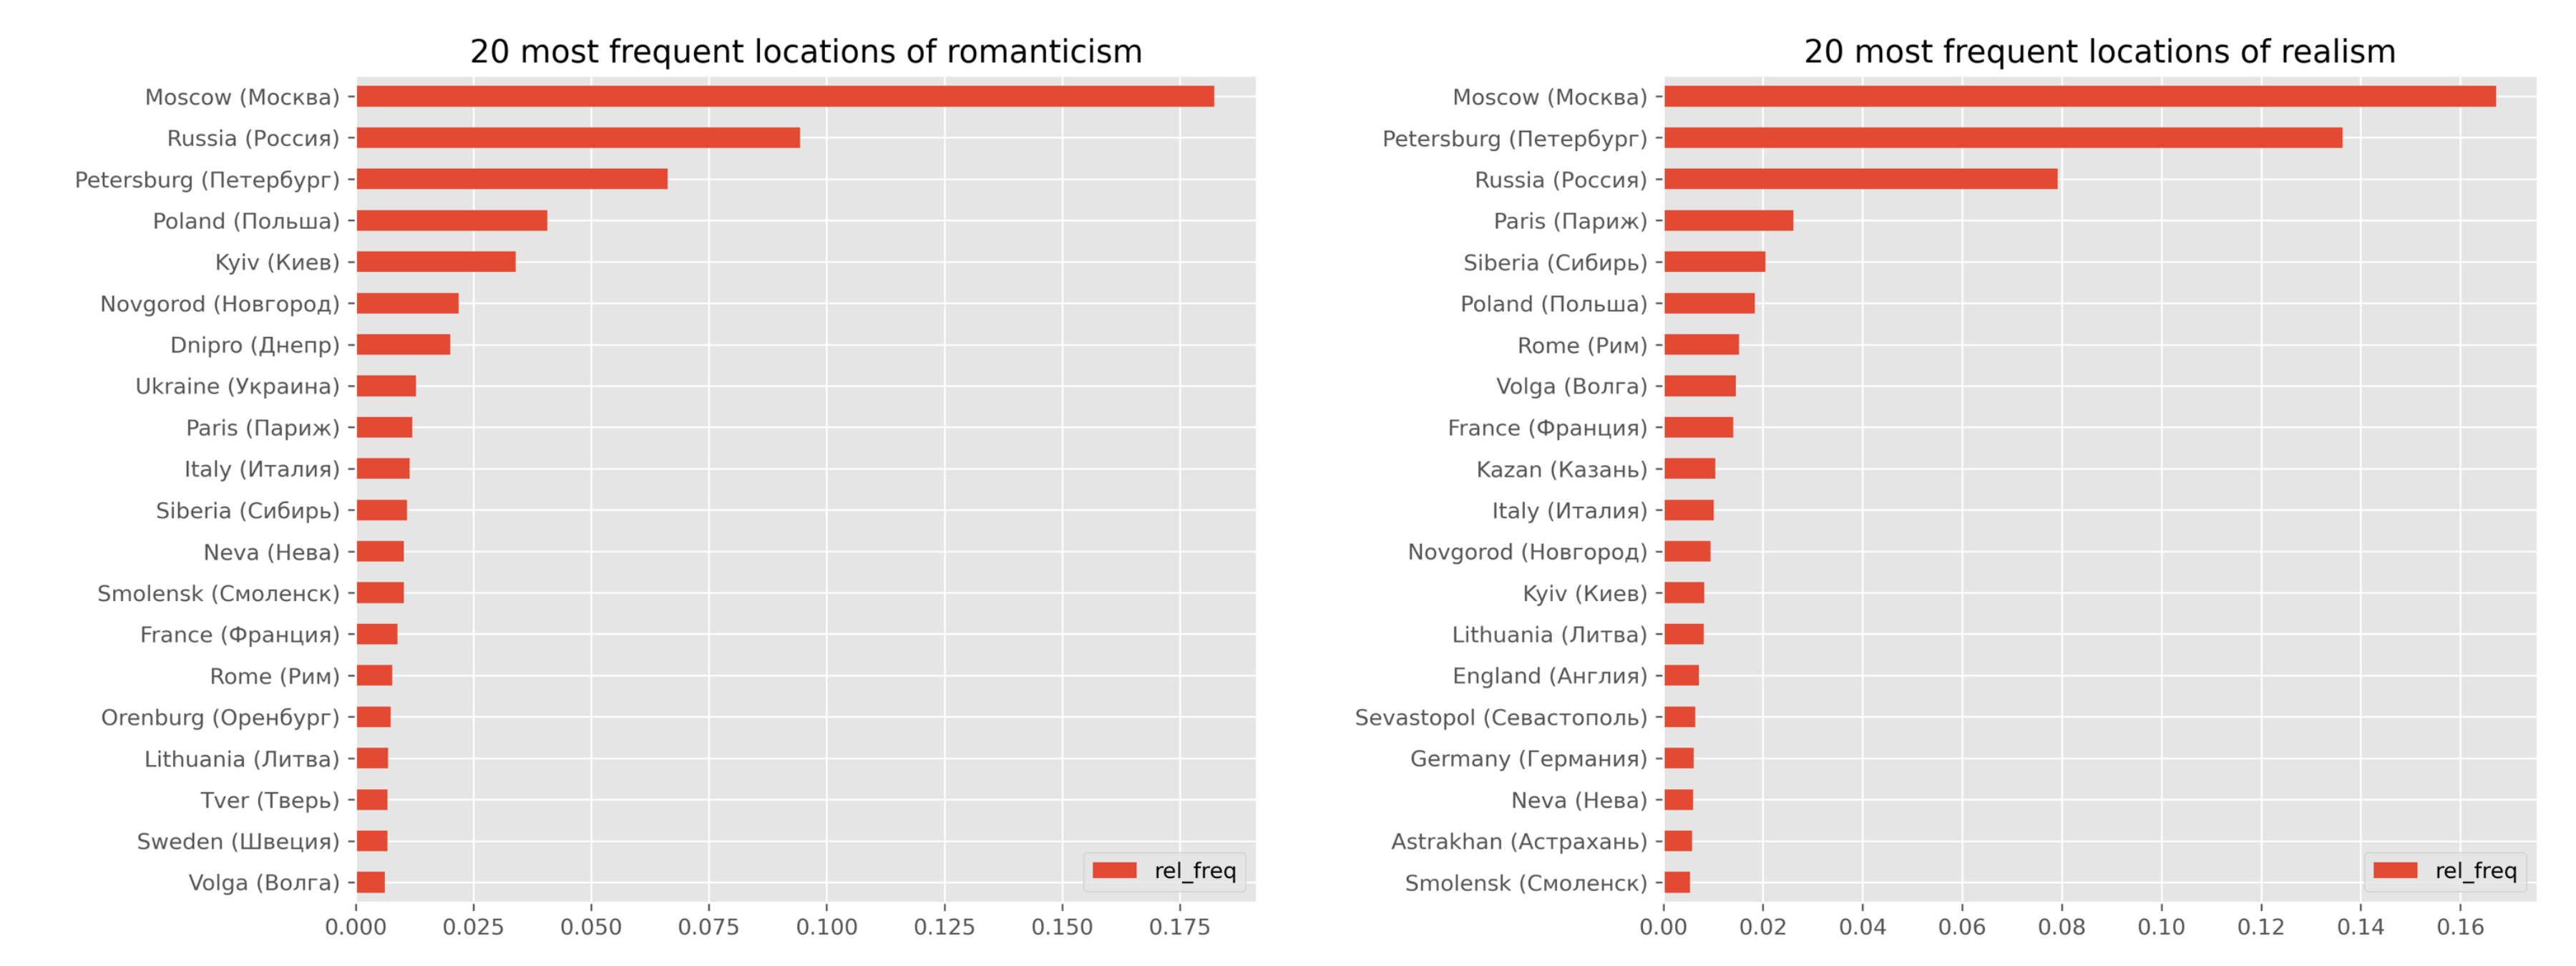 20 most frequent locations of romanticism
Moscow (Москва)
Russia (Россия)
Petersburg (Петербург)
Poland (Польша)
Kyiv (Киев)
Novgorod (Новгород)
Dnipro (Днепр)
Ukraine (Украина)
Paris (Париж)
Italy (Италия)
Siberia (Сибирь)
Neva (Нева)
Smolensk (Смоленск)
France (Франция)
Rome (Рим)
Orenburg (Оренбург)
Lithuania (Литва)
Tver (Тверь)
Sweden (Швеция)
Volga (Волга)
rel_freq
0.000 0.025 0.050 0.075 0.100 0.125 0.150 0.175
20 most frequent locations of realism
Moscow (Москва)
Petersburg (Петербург)
Russia (Россия)
Paris (Париж)
Siberia (Сибирь)
Poland (Польша)
Rome (Рим)
Volga (Волга)
France (Франция)
Kazan (Казань)
Italy (Италия)
Novgorod (Новгород)
Kyiv (Киев)
Lithuania (Литва)
England (Англия)
Sevastopol (Севастополь)
Germany (Германия)
Neva (Нева)
Astrakhan (Астрахань)
Smolensk (Смоленск)
rel_freq
0.00 0.02 0.04 0.06 0.08 0.10 0.12 0.14 0.16